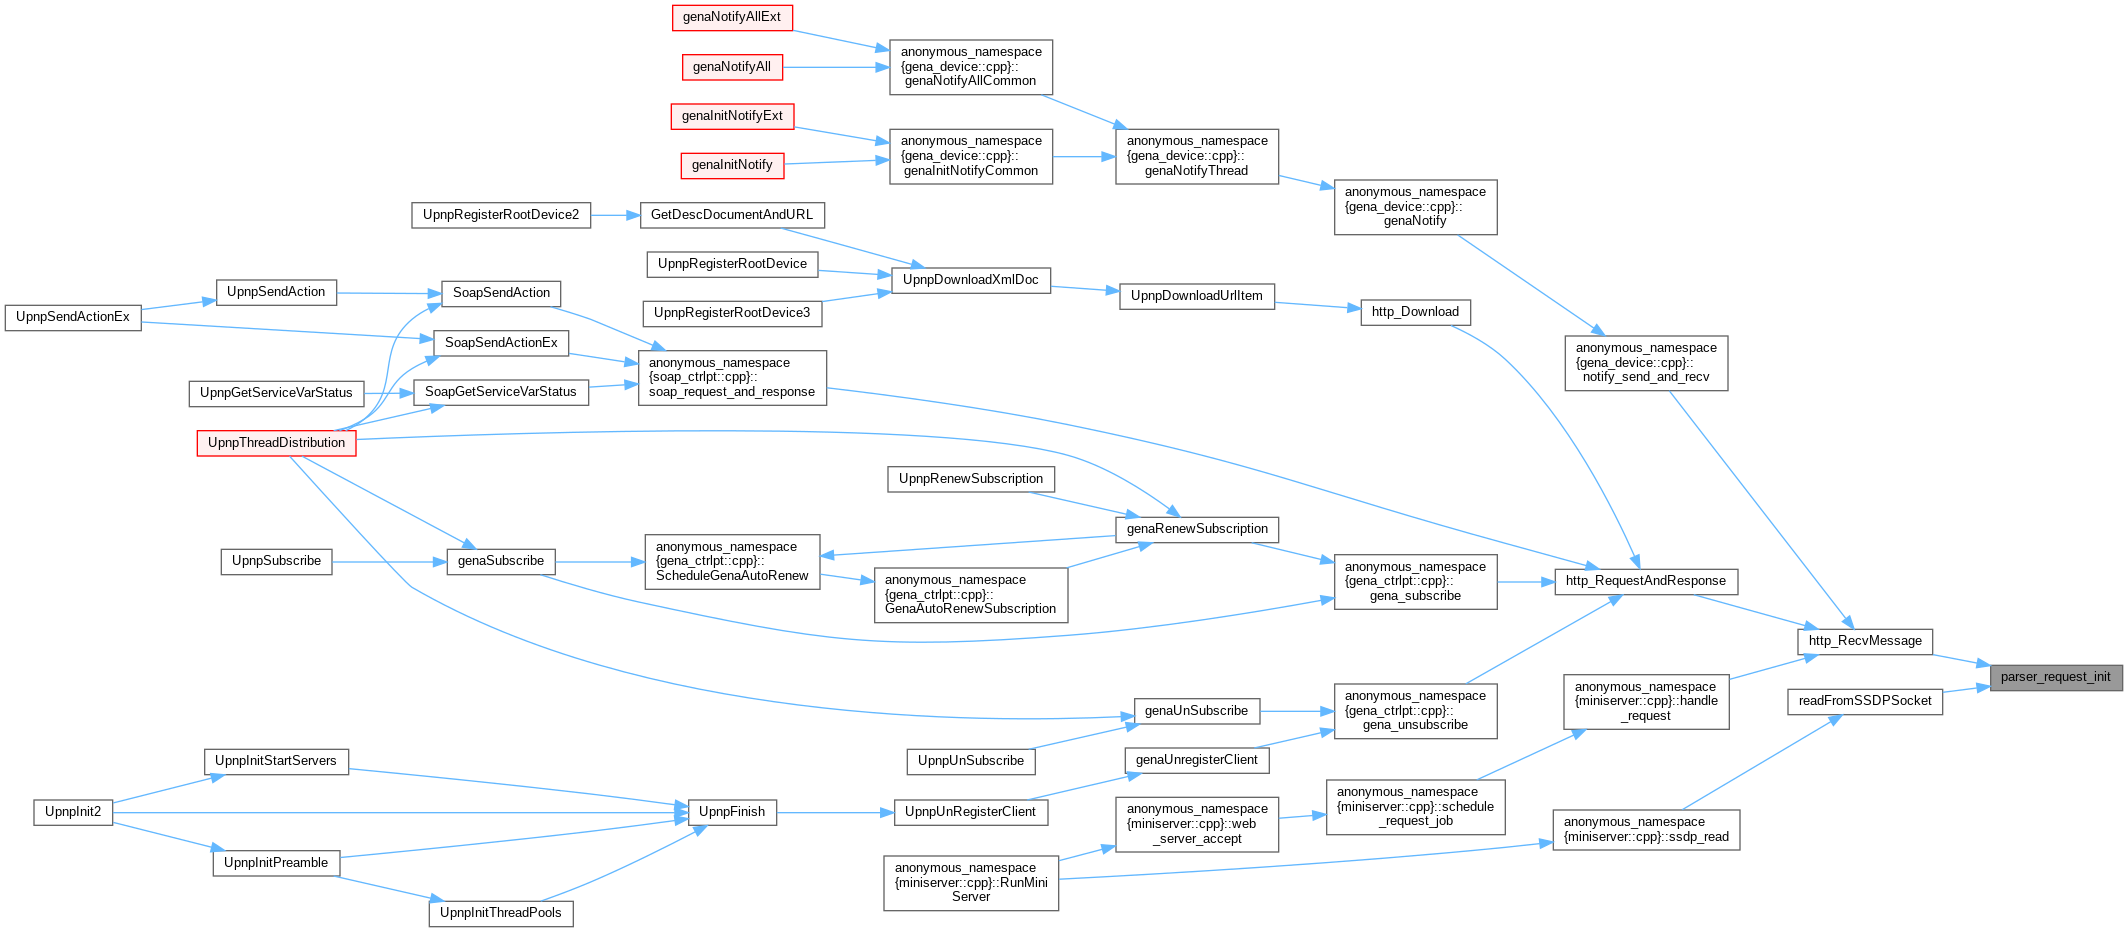 genaNotifyAllExt
genaNotifyAll
anonymous_namespace
{gena_device::cpp}::
genaNotifyAllCommon
genaInitNotifyExt
genaInitNotify
anonymous_namespace
{gena_device::cpp}::
genaInitNotifyCommon
anonymous_namespace
{gena_device::cpp}::
genaNotifyThread
anonymous_namespace
{gena_device::cpp}::
genaNotify
UpnpRegisterRootDevice2
GetDescDocumentAndURL
UpnpRegisterRootDevice
UpnpDownloadXmlDoc
UpnpRegisterRootDevice3
UpnpDownloadUrlItem
http_Download
anonymous_namespace
{gena_device::cpp}::
notify_send_and_recv
UpnpSendAction
SoapSendAction
UpnpSendActionEx
SoapSendActionEx
anonymous_namespace
{soap_ctrlpt::cpp}::
soap_request_and_response
UpnpGetServiceVarStatus
SoapGetServiceVarStatus
UpnpThreadDistribution
UpnpRenewSubscription
genaRenewSubscription
UpnpSubscribe
genaSubscribe
anonymous_namespace
{gena_ctrlpt::cpp}::
ScheduleGenaAutoRenew
anonymous_namespace
{gena_ctrlpt::cpp}::
GenaAutoRenewSubscription
anonymous_namespace
{gena_ctrlpt::cpp}::
gena_subscribe
http_RequestAndResponse
http_RecvMessage
parser_request_init
readFromSSDPSocket
anonymous_namespace
{miniserver::cpp}::handle
_request
anonymous_namespace
{gena_ctrlpt::cpp}::
gena_unsubscribe
genaUnSubscribe
UpnpUnSubscribe
genaUnregisterClient
UpnpInitStartServers
UpnpInit2
UpnpFinish
UpnpUnRegisterClient
UpnpInitPreamble
UpnpInitThreadPools
anonymous_namespace
{miniserver::cpp}::web
_server_accept
anonymous_namespace
{miniserver::cpp}::schedule
_request_job
anonymous_namespace
{miniserver::cpp}::ssdp_read
anonymous_namespace
{miniserver::cpp}::RunMini
Server